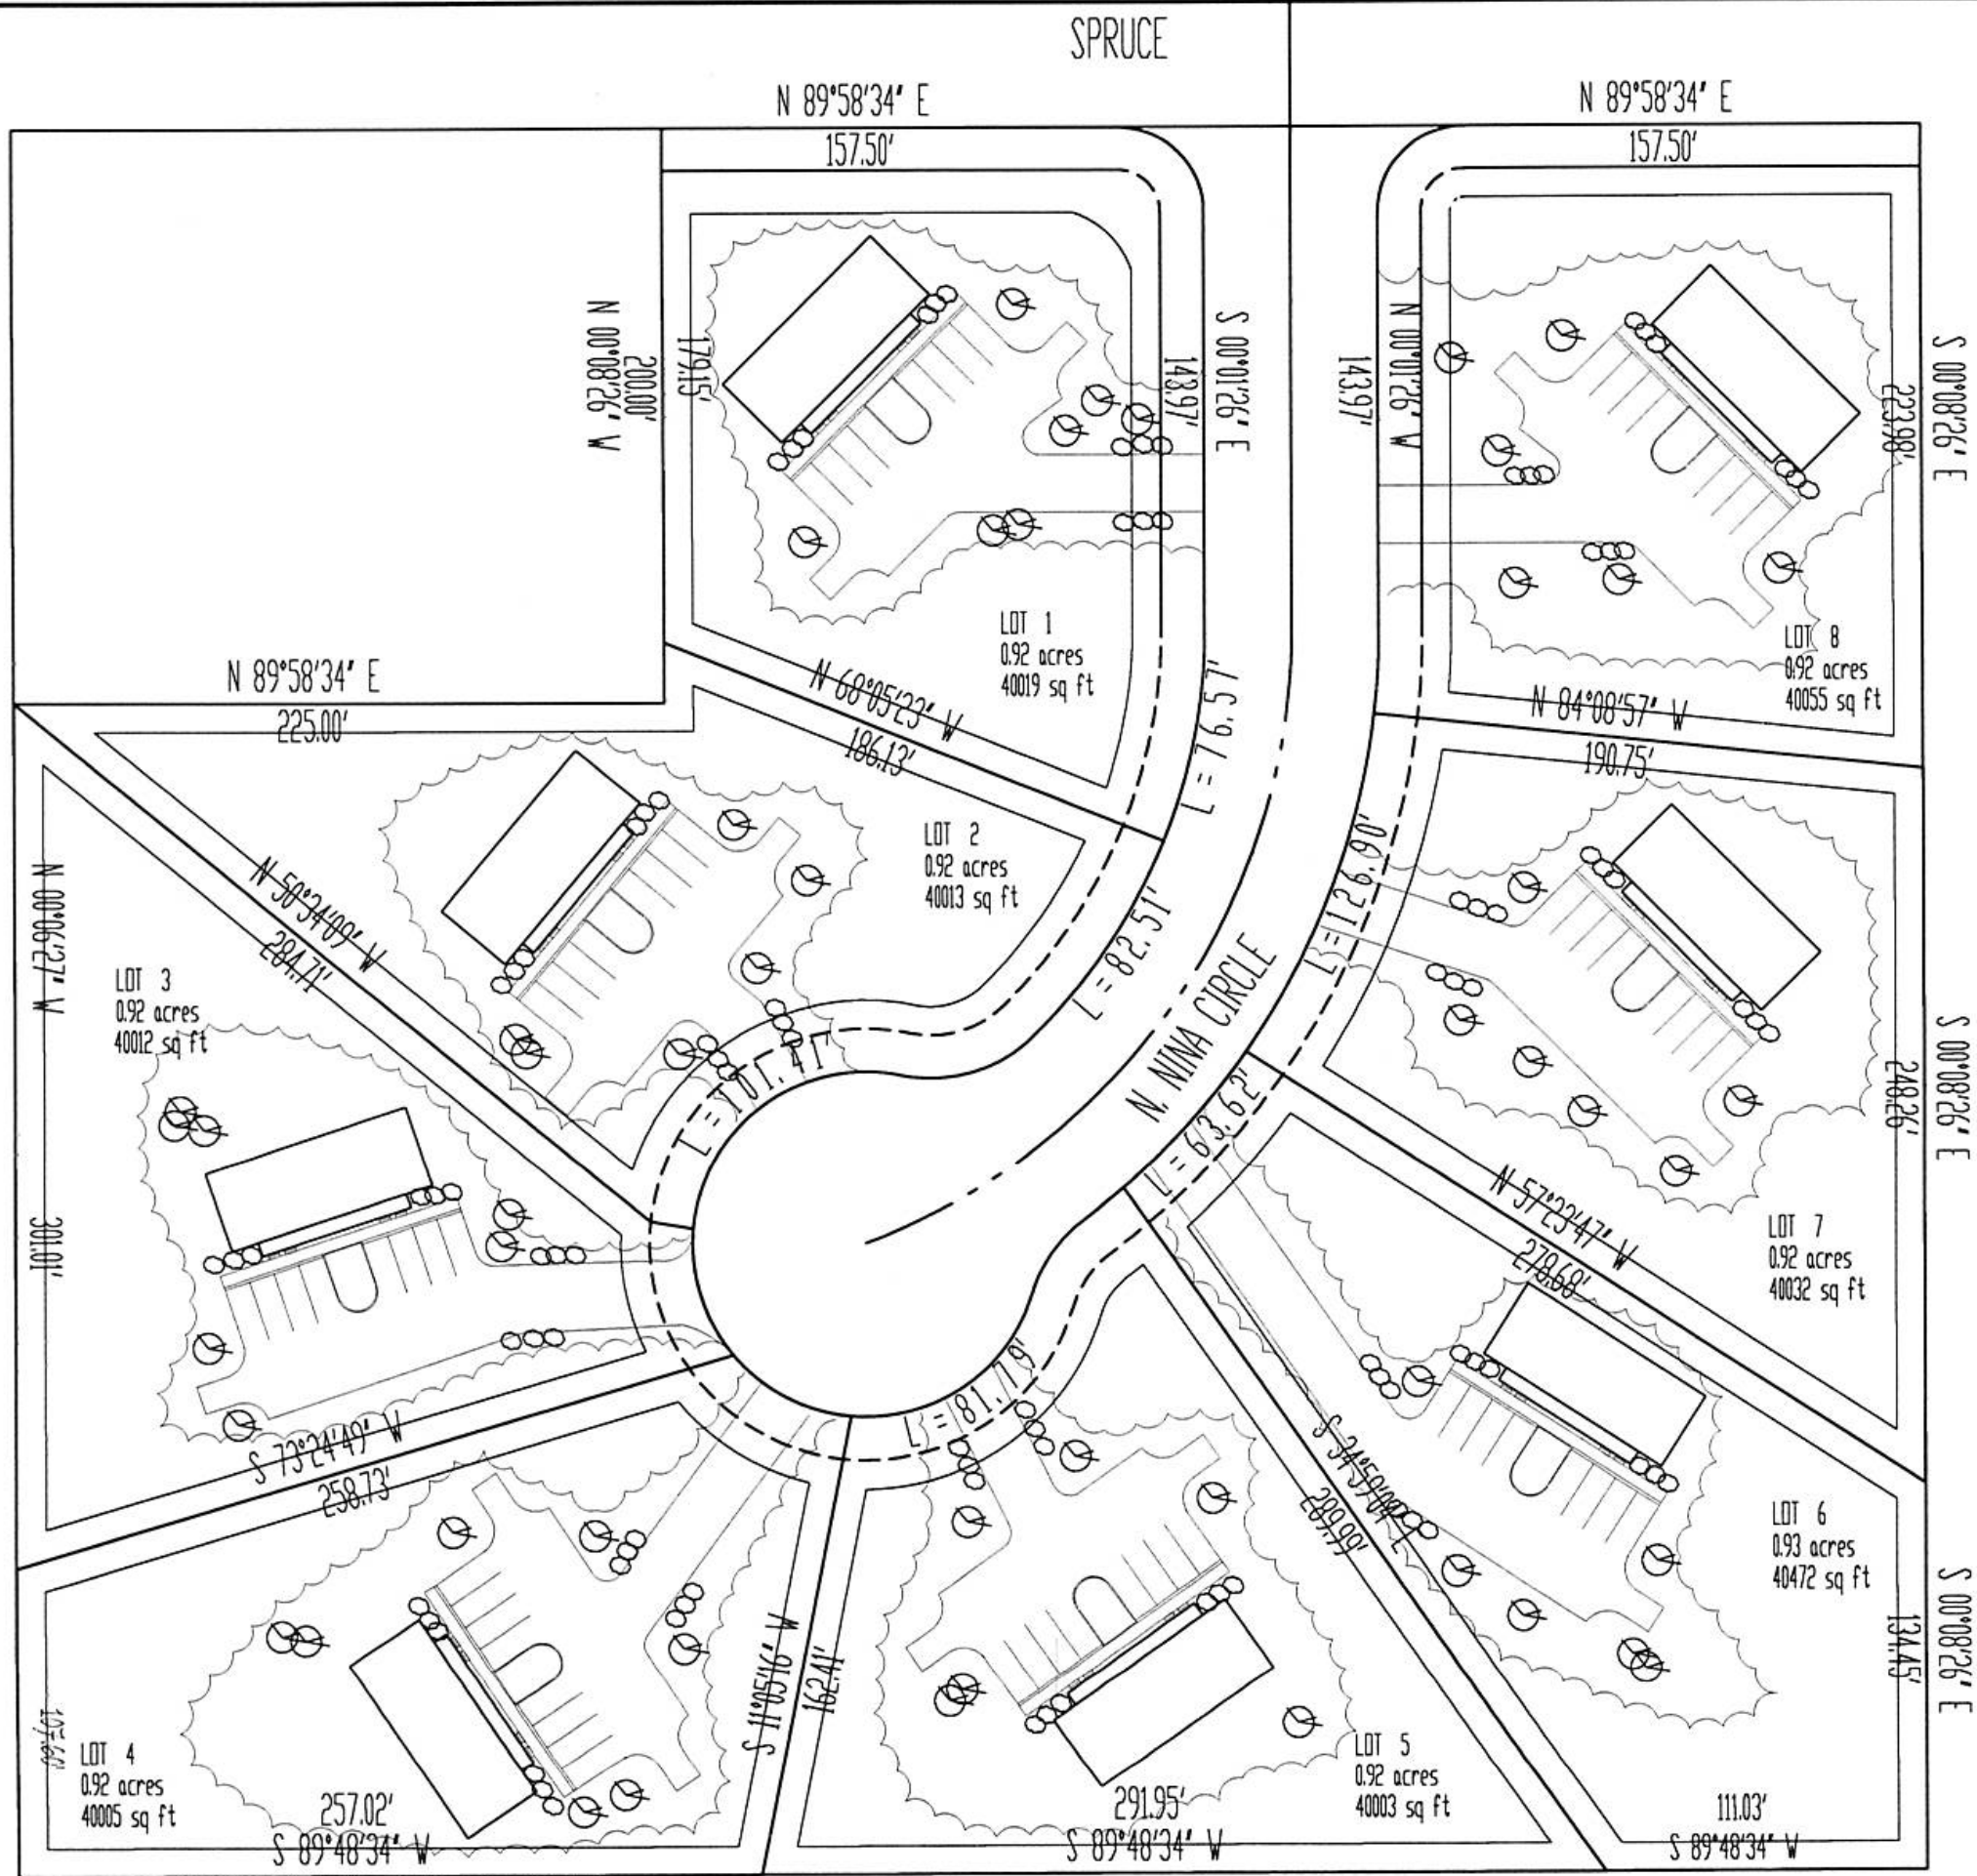 SPRUCE
N 89°58'34" E
157.50'
N 89°58'34" E
157.50'
N 00°08'26" W
200.00'
179.15'
143.97'
S 00°01'26" E
143.97'
N 00°01'26" W
223.98'
S 00°08'26" E
LOT 1
0.92 acres
40019 sq ft
LOT 8
0.92 acres
40055 sq ft
N 89°58'34" E
225.00'
N 68°05'23" W
186.13'
L=76.57'
N 84°08'57" W
190.75'
LOT 2
0.92 acres
40013 sq ft
N 50°34'09" W
284.71'
N 00°06'27" W
301.01'
LOT 3
0.92 acres
40012 sq ft
L=82.51'
L=126.90'
N. NINA CIRCLE
L=63.62'
248.26'
S 00°08'26" E
N 57°23'47" W
278.68'
LOT 7
0.92 acres
40032 sq ft
S 73°24'49" W
258.73'
L=81.79'
289.99'
LOT 6
0.93 acres
40472 sq ft
134.45'
S 00°08'26" E
S 11°05'16" W
162.41'
LOT 4
0.92 acres
40005 sq ft
257.02'
S 89°48'34" W
LOT 5
0.92 acres
40003 sq ft
291.95'
S 89°48'34" W
111.03'
S 89°48'34" W